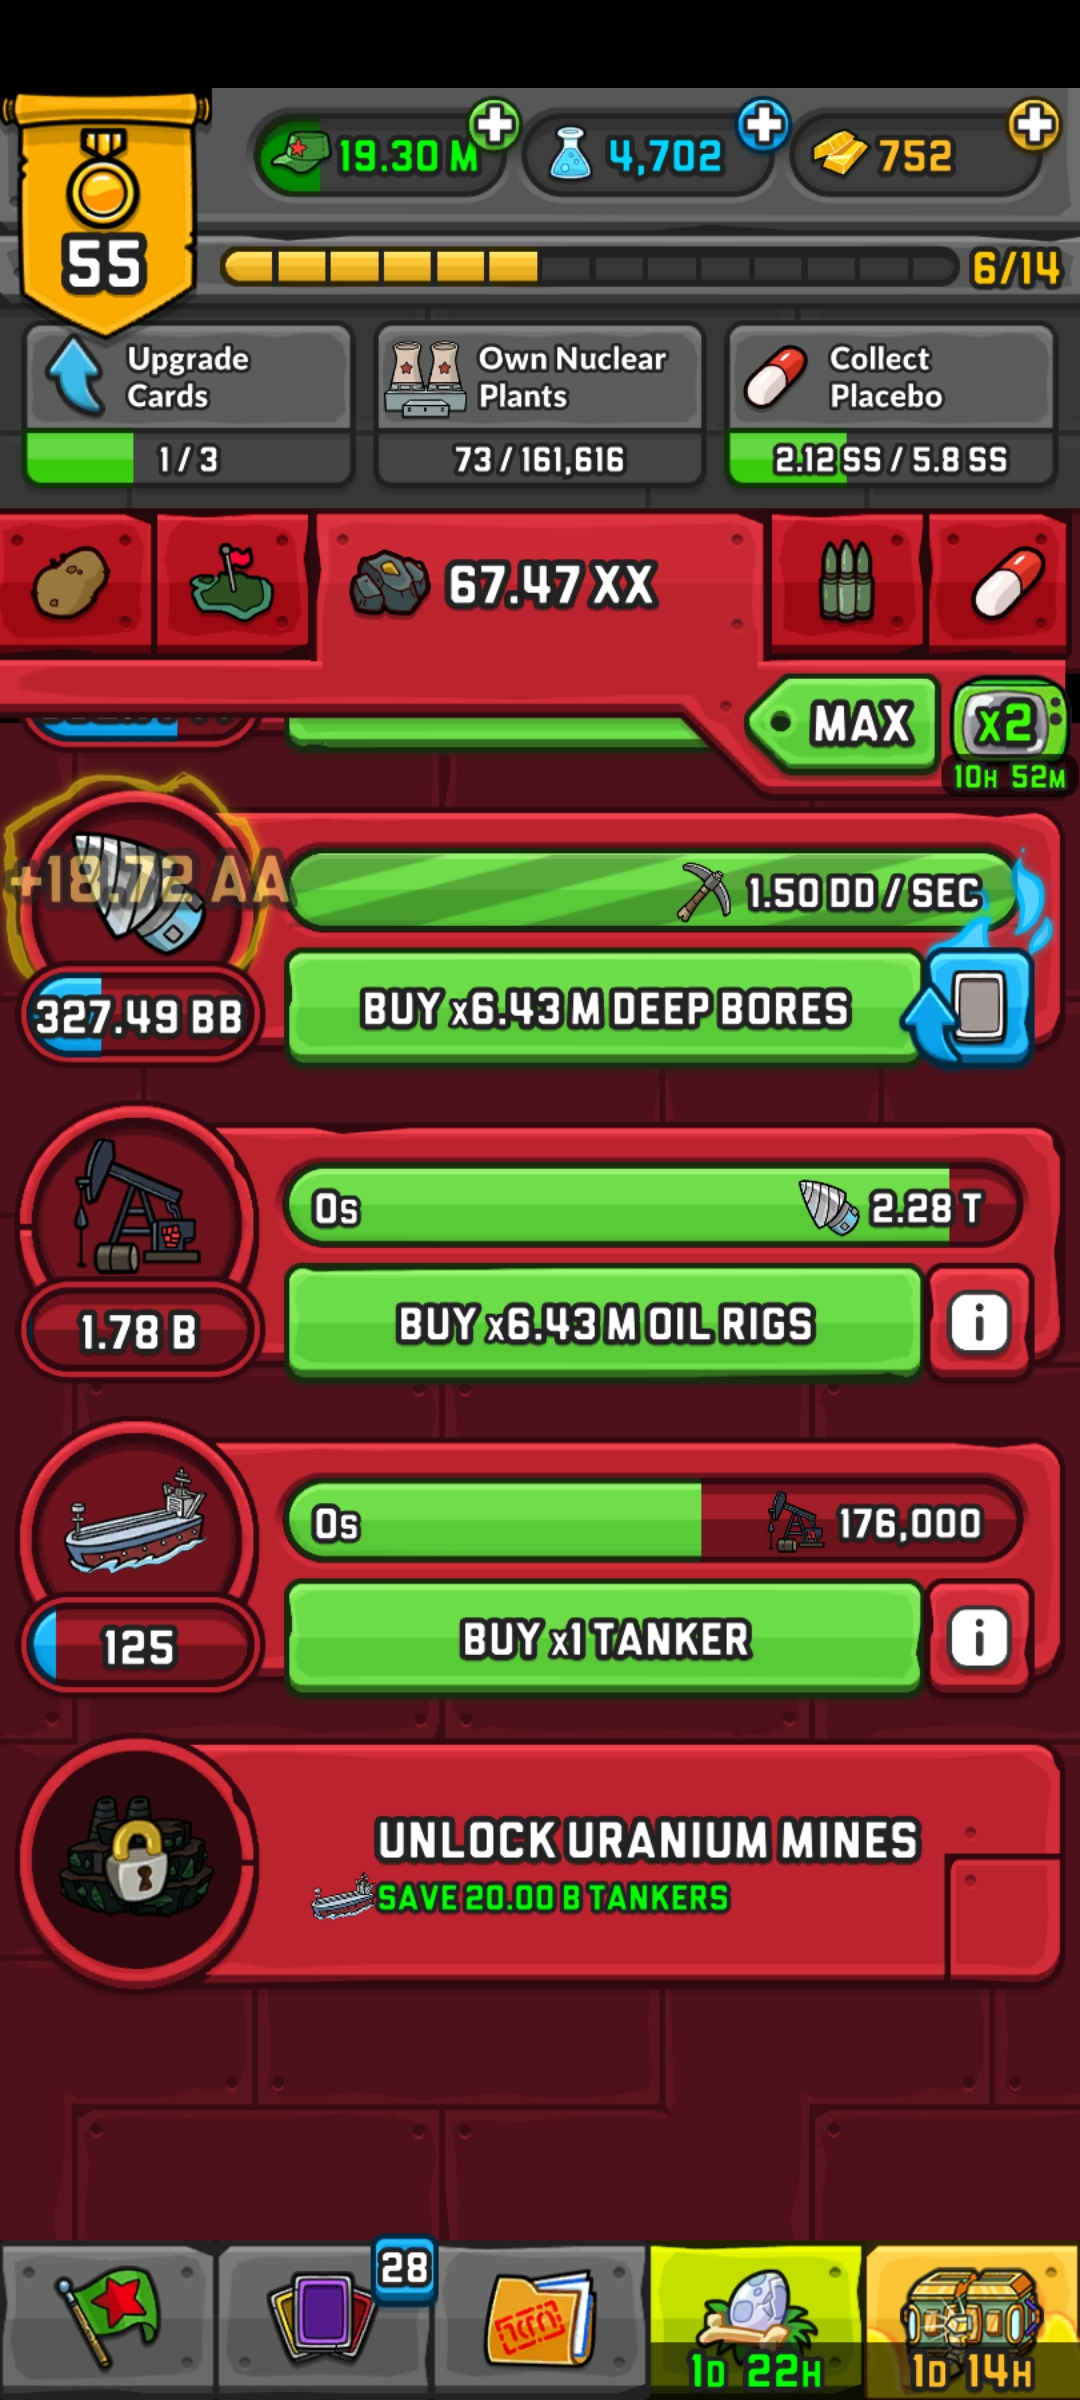 19.30 M
4,702
752
55
6/14
Upgrade
Cards
1 / 3
Own Nuclear
Plants
73 / 161,616
Collect
Placebo
2.12 SS / 5.8 SS
67.47 XX
MAX
x2
10H 52M
+18.72 AA
1.50 DD / SEC
327.49 BB
BUY x6.43 M DEEP BORES
0s
2.28 T
1.78 B
BUY x6.43 M OIL RIGS
i
0s
176,000
125
BUY x1 TANKER
i
UNLOCK URANIUM MINES
SAVE 20.00 B TANKERS
28
1D 22H
1D 14H